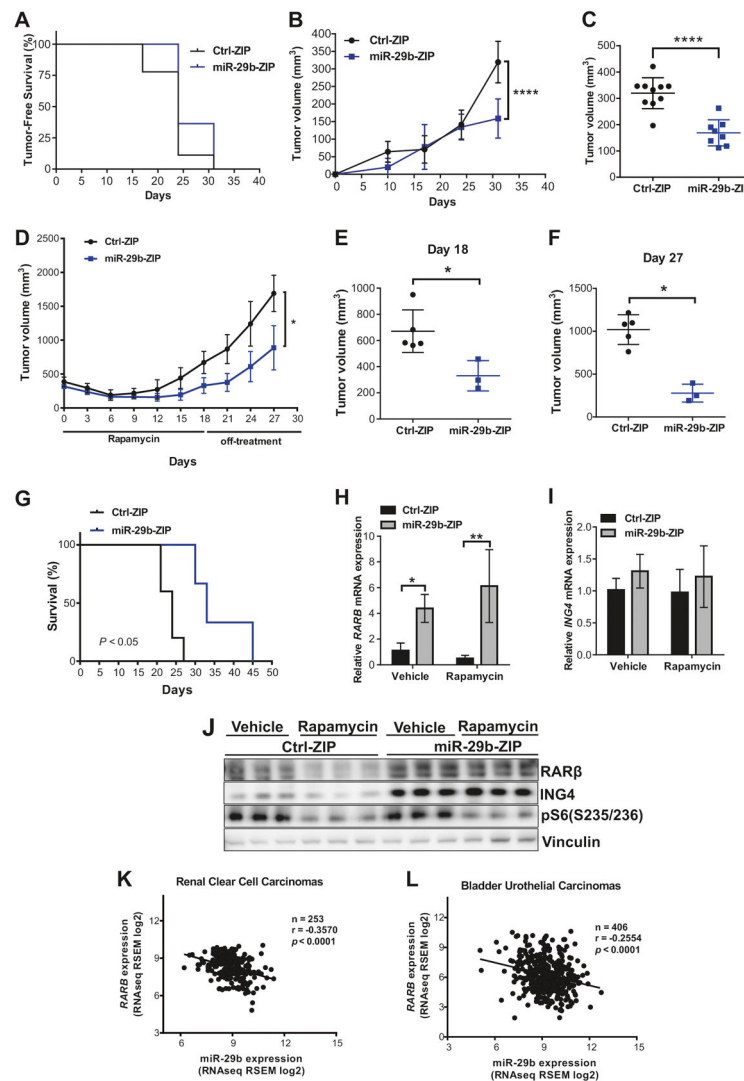 A
Tumor-Free Survival (%)
100
75
50
25
0
0 5 10 15 20 25 30 35 40
Days
Ctrl-ZIP
miR-29b-ZIP
B
Tumor volume (mm3)
400
350
300
250
200
150
100
50
0
0 5 10 15 20 25 30 35 40
Days
Ctrl-ZIP
miR-29b-ZIP
****
C
Tumor volume (mm3)
500
400
300
200
100
0
****
Ctrl-ZIP miR-29b-ZI
D
Tumor volume (mm3)
2500
2000
1500
1000
500
0
Ctrl-ZIP
miR-29b-ZIP
*
0 3 6 9 12 15 18 21 24 27 30
Rapamycin off-treatment
Days
E
Day 18
Tumor volume (mm3)
1000
800
600
400
200
0
*
Ctrl-ZIP miR-29b-ZIP
F
Day 27
Tumor volume (mm3)
1500
1000
500
0
*
Ctrl-ZIP miR-29b-ZIP
G
Ctrl-ZIP
miR-29b-ZIP
Survival (%)
100
50
0
P < 0.05
0 5 10 15 20 25 30 35 40 45 50
Days
H
Ctrl-ZIP
miR-29b-ZIP
Relative RARB mRNA expression
10
8
6
4
2
0
*
**
Vehicle Rapamycin
I
Ctrl-ZIP
miR-29b-ZIP
Relative ING4 mRNA expression
2.0
1.5
1.0
0.5
0.0
Vehicle Rapamycin
J
Vehicle Rapamycin Vehicle Rapamycin
Ctrl-ZIP miR-29b-ZIP
RARβ
ING4
pS6(S235/236)
Vinculin
K
Renal Clear Cell Carcinomas
RARB expression
(RNAseq RSEM log2)
12
9
6
3
n = 253
r = -0.3570
p < 0.0001
6 9 12 15
miR-29b expression
(RNAseq RSEM log2)
L
Bladder Urothelial Carcinomas
RARB expression
(RNAseq RSEM log2)
12
9
6
3
0
n = 406
r = -0.2554
p < 0.0001
3 6 9 12 15
miR-29b expression
(RNAseq RSEM log2)